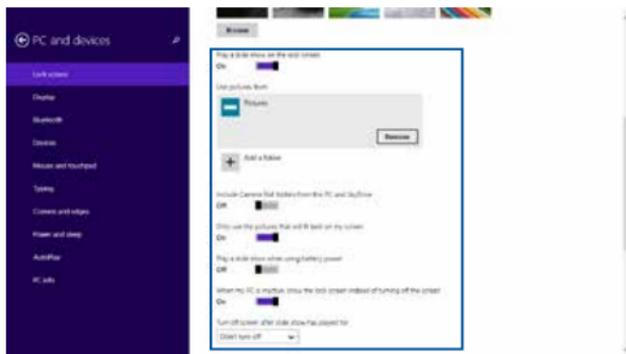 PC and devices
Lock screen
Display
Bluetooth
Devices
Mouse and touchpad
Typing
Corners and edges
Power and sleep
AutoPlay
PC info
Browse
Play a slide show on the lock screen
On
Use pictures from
Pictures
Remove
Add a folder
Include Camera Roll folders from this PC and SkyDrive
Off
Only use the pictures that will fit best on my screen
On
Play a slide show when using battery power
Off
When my PC is inactive, show the lock screen instead of turning off the screen
On
Turn off screen after slide show has played for
Don't turn off